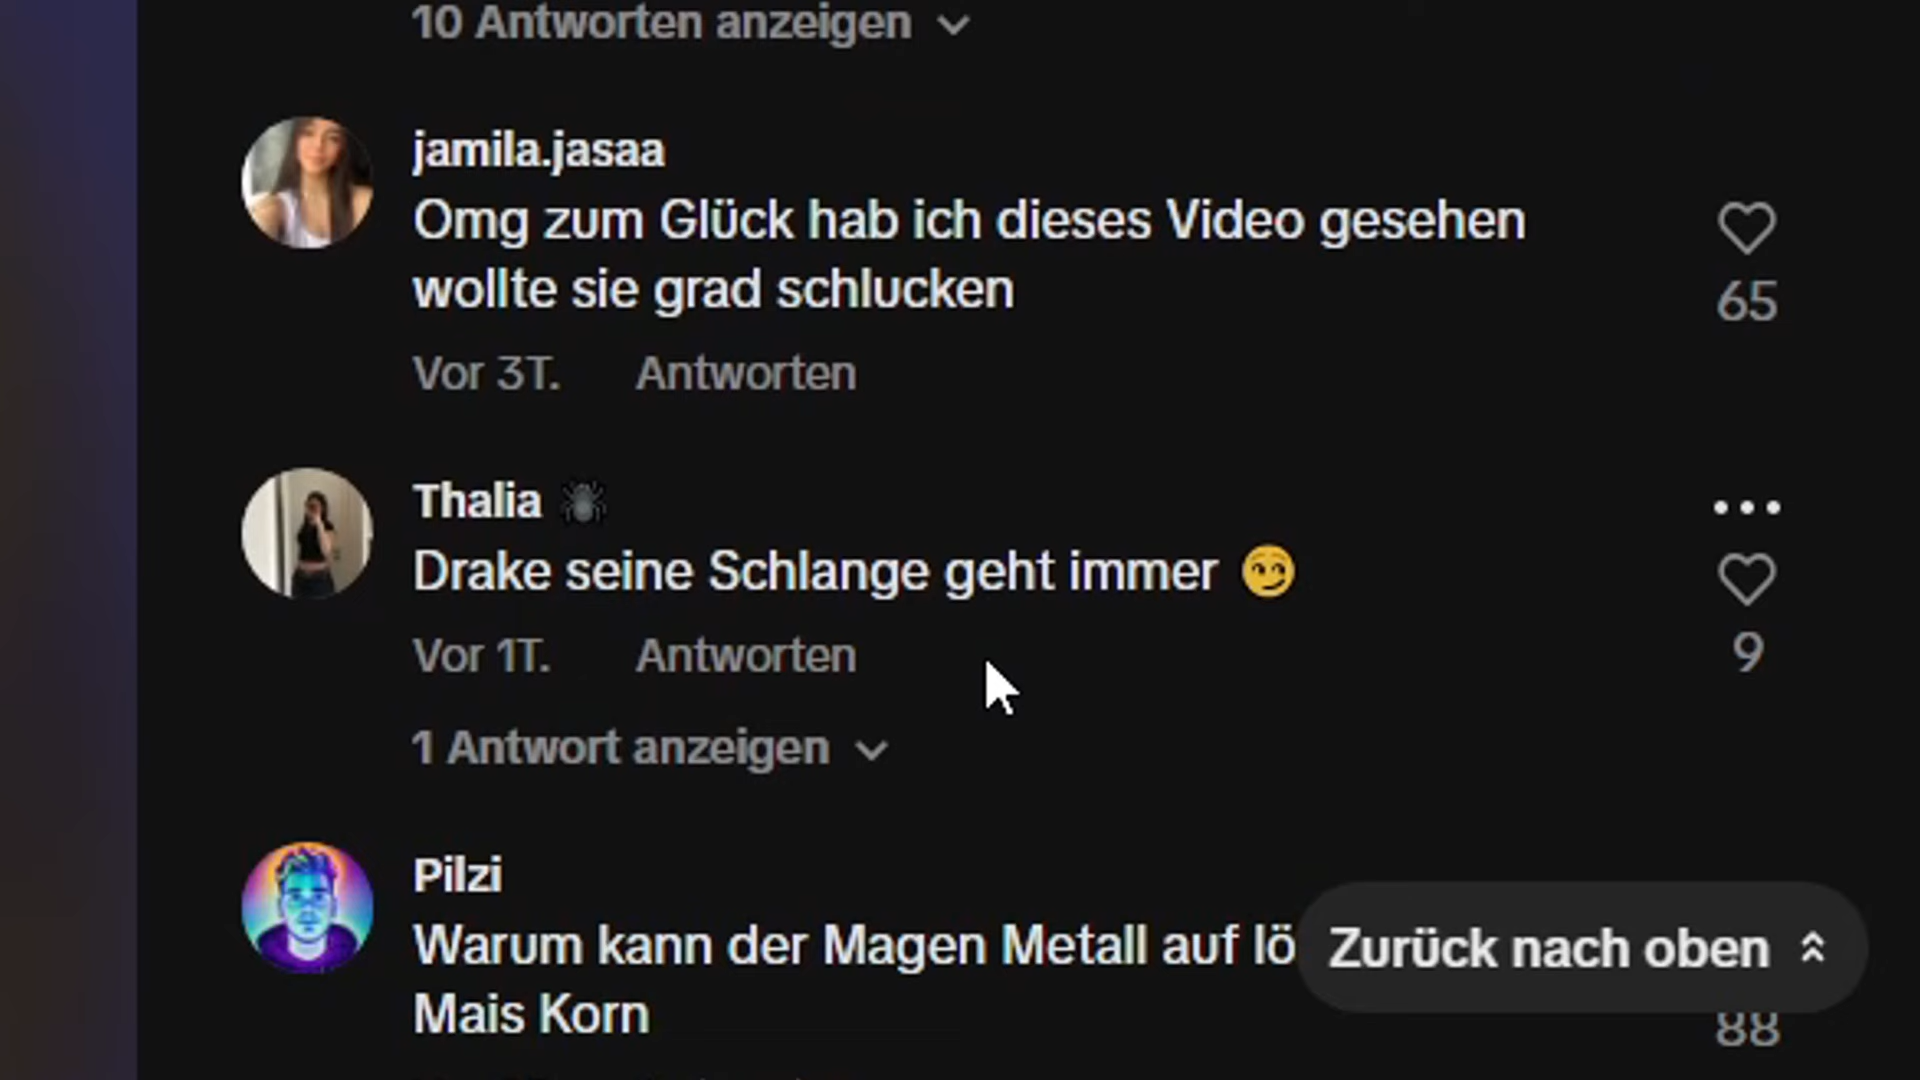 10 Antworten anzeigen
jamila.jasaa
Omg zum Glück hab ich dieses Video gesehen
wollte sie grad schlucken
65
Vor 3T. Antworten
Thalia 🕷
Drake seine Schlange geht immer 😏
Vor 1T. Antworten
9
1 Antwort anzeigen
Pilzi
Warum kann der Magen Metall auf lö
Zurück nach oben
Mais Korn
88